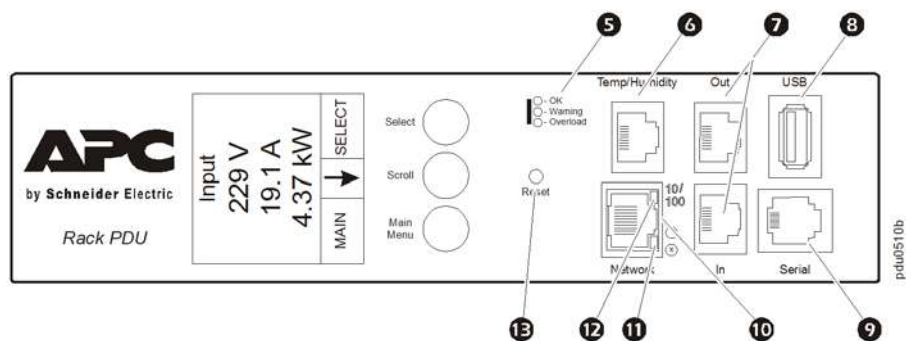 5
6
7
8
Temp/Humidity
Out
USB
- OK
- Warning
- Overload
APC
by Schneider Electric
Rack PDU
Input
229 V
19.1 A
4.37 kW
MAIN
SELECT
Select
Scroll
Main
Menu
Reset
10/
100
x
Network
In
Serial
pdu0510b
13
12
11
10
9